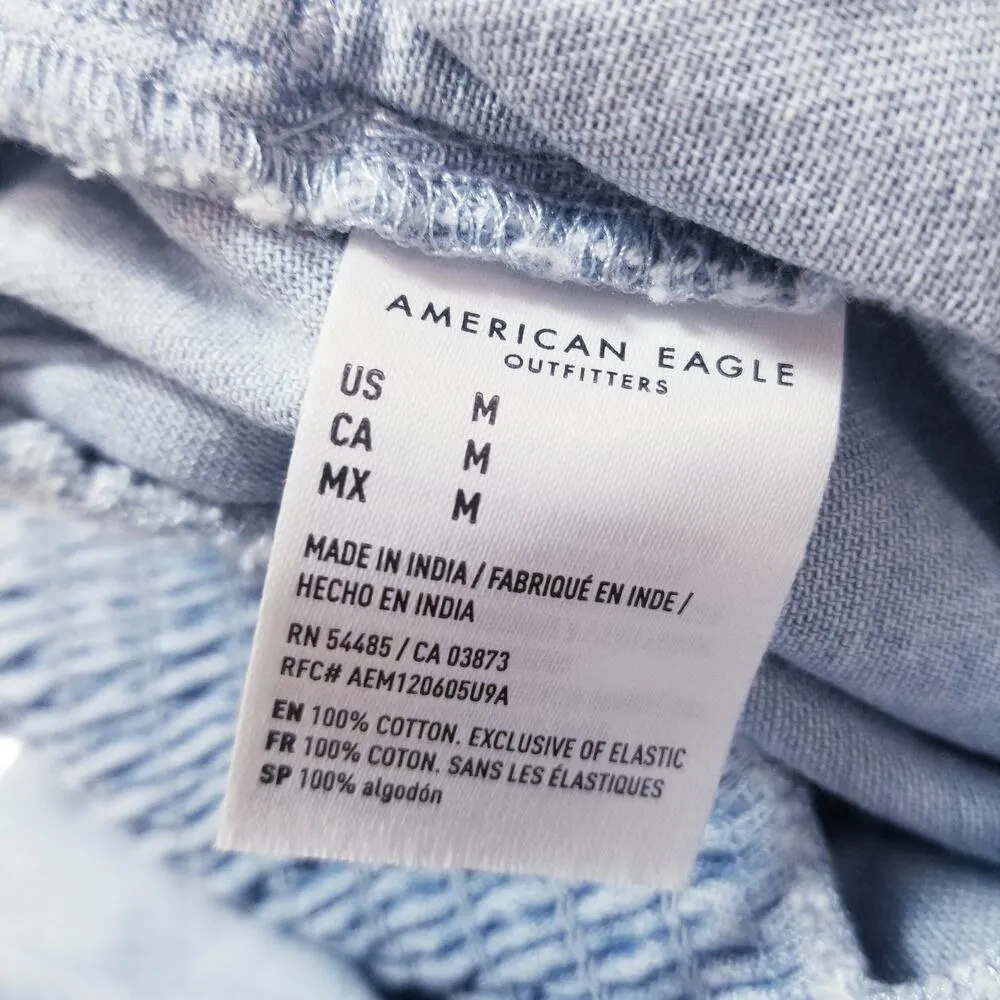 AMERICAN EAGLE
OUTFITTERS
US M
CA M
MX M
MADE IN INDIA / FABRIQUÉ EN INDE /
HECHO EN INDIA
RN 54485 / CA 03873
RFC# AEM120605U9A
EN 100% COTTON. EXCLUSIVE OF ELASTIC
FR 100% COTON. SANS LES ÉLASTIQUES
SP 100% algodón